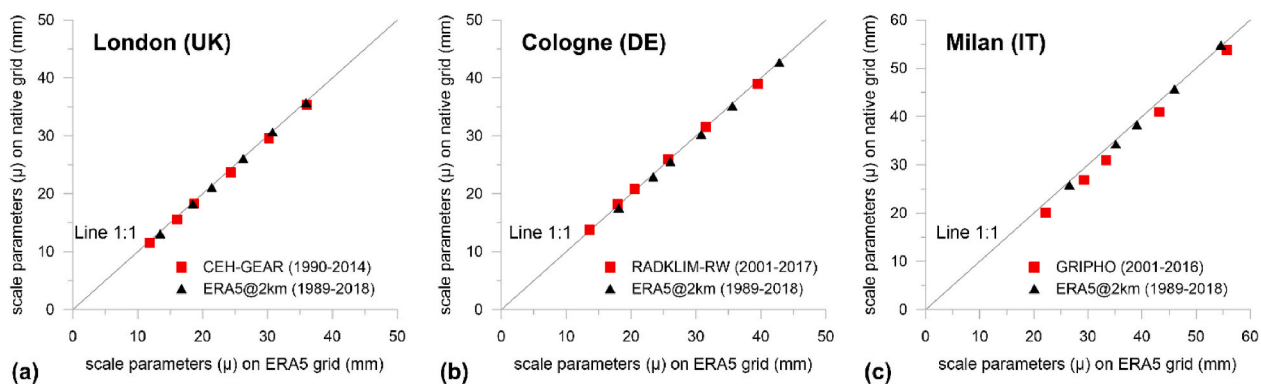 London (UK)
scale parameters (μ) on native grid (mm)
50
40
30
20
10
0
Line 1:1
CEH-GEAR (1990-2014)
ERA5@2km (1989-2018)
0 10 20 30 40 50
scale parameters (μ) on ERA5 grid (mm)
(a)
Cologne (DE)
scale parameters (μ) on native grid (mm)
50
40
30
20
10
0
Line 1:1
RADKLIM-RW (2001-2017)
ERA5@2km (1989-2018)
0 10 20 30 40 50
scale parameters (μ) on ERA5 grid (mm)
(b)
Milan (IT)
scale parameters (μ) on native grid (mm)
60
50
40
30
20
10
0
Line 1:1
GRIPHO (2001-2016)
ERA5@2km (1989-2018)
0 10 20 30 40 50 60
scale parameters (μ) on ERA5 grid (mm)
(c)